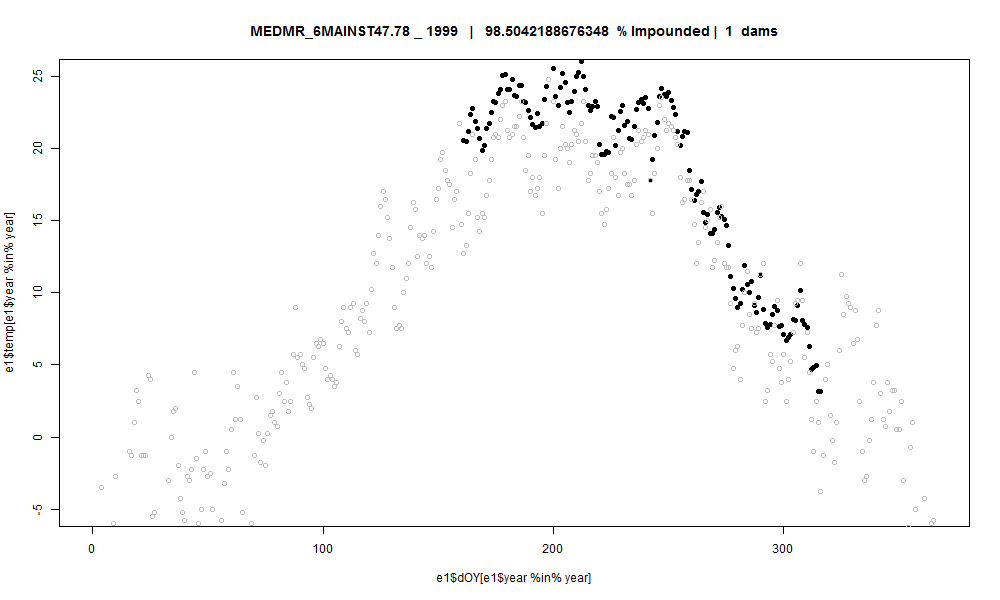 MEDMR_6MAINST47.78 _ 1999 | 98.5042188676348 % Impounded | 1 dams
25
20
15
10
5
0
-5
e1$temp[e1$year %in% year]
0 100 200 300
e1$dOY[e1$year %in% year]